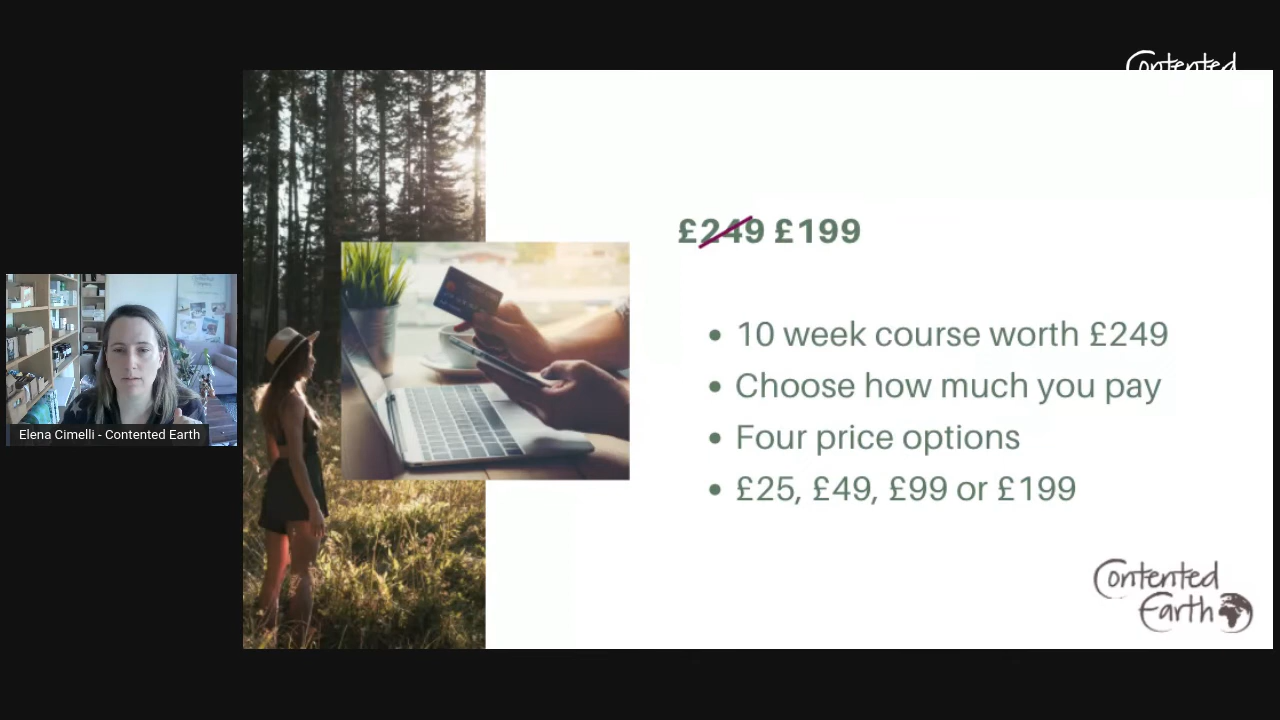 Contented
£249 £199
10 week course worth £249
Choose how much you pay
Four price options
£25, £49, £99 or £199
Elena Cimelli - Contented Earth
Contented
Earth